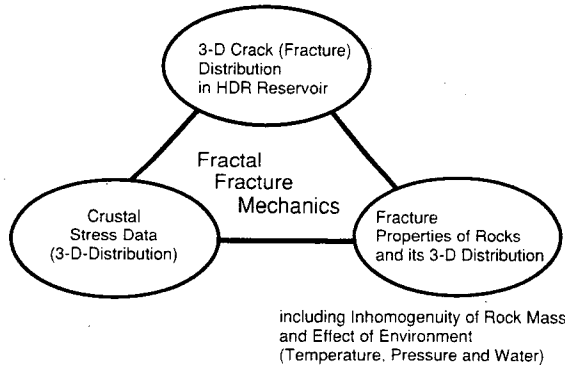 3-D Crack (Fracture)
Distribution
in HDR Reservoir
Fractal
Fracture
Mechanics
Crustal
Stress Data
(3-D-Distribution)
Fracture
Properties of Rocks
and its 3-D Distribution
including Inhomogenuity of Rock Mass
and Effect of Environment
(Temperature, Pressure and Water)